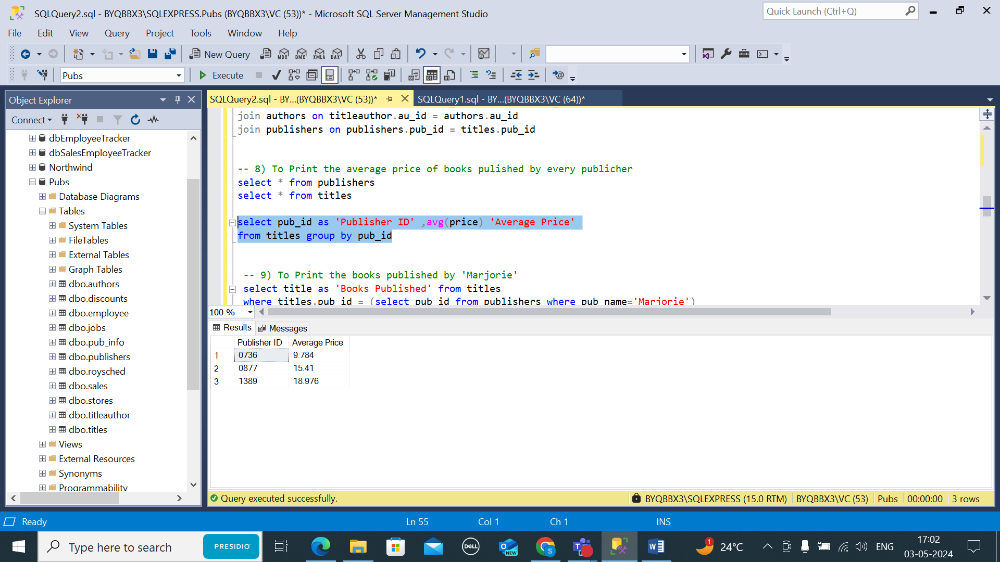 SQLQuery2.sql - BYQBBX3\SQLEXPRESS.Pubs (BYQBBX3\VC (53))* - Microsoft SQL Server Management Studio
Quick Launch (Ctrl+Q)
File Edit View Query Project Tools Window Help
New Query MDX DMX XMLA DAX
Pubs Execute
Object Explorer
Connect
dbEmployeeTracker
dbSalesEmployeeTracker
Northwind
Pubs
Database Diagrams
Tables
System Tables
FileTables
External Tables
Graph Tables
dbo.authors
dbo.discounts
dbo.employee
dbo.jobs
dbo.pub_info
dbo.publishers
dbo.roysched
dbo.sales
dbo.stores
dbo.titleauthor
dbo.titles
Views
External Resources
Synonyms
Programmability
SQLQuery2.sql - BY...(BYQBBX3\VC (53))* SQLQuery1.sql - BY...(BYQBBX3\VC (64))*
join authors on titleauthor.au_id = authors.au_id
join publishers on publishers.pub_id = titles.pub_id
-- 8) To Print the average price of books pulished by every publicher
select * from publishers
select * from titles
select pub_id as 'Publisher ID' ,avg(price) 'Average Price'
from titles group by pub_id
-- 9) To Print the books published by 'Marjorie'
select title as 'Books Published' from titles
where titles.pub_id = (select pub_id from publishers where pub_name='Marjorie')
100 %
Results Messages
Publisher ID Average Price
1 0736 9.784
2 0877 15.41
3 1389 18.976
Query executed successfully. BYQBBX3\SQLEXPRESS (15.0 RTM) BYQBBX3\VC (53) Pubs 00:00:00 3 rows
Ready Ln 55 Col 1 Ch 1 INS
Type here to search PRESIDIO DELL NEW S 1 24°C ENG 17:02
03-05-2024